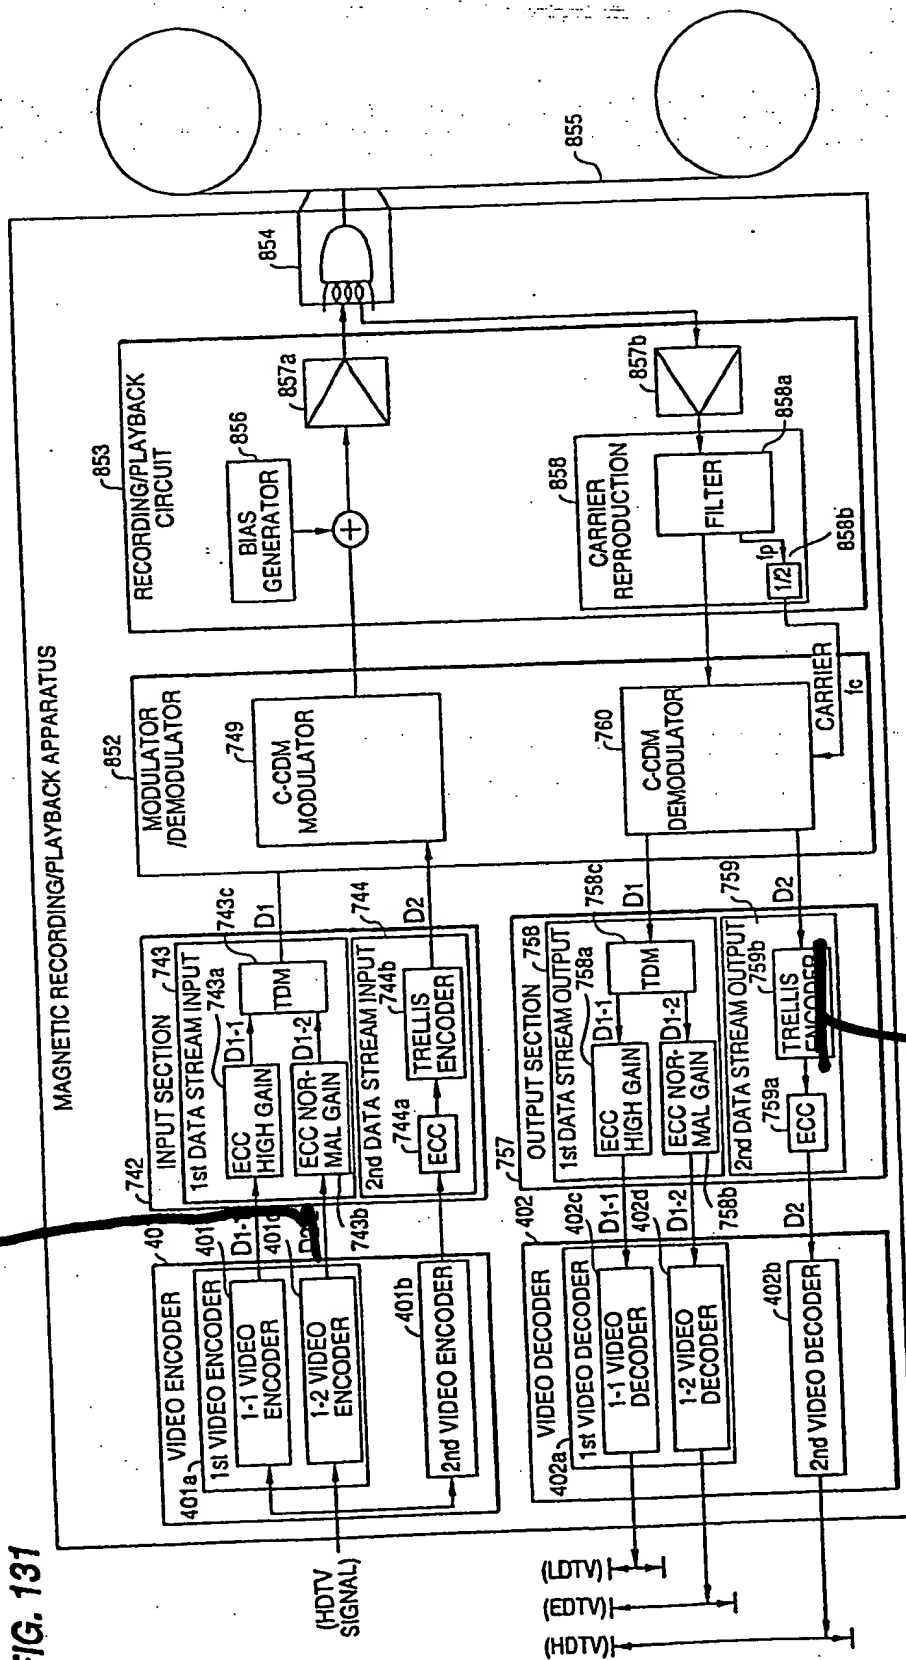 FIG. 131
MAGNETIC RECORDING/PLAYBACK APPARATUS
(HDTV
SIGNAL)
401
VIDEO ENCODER
401a
1st VIDEO ENCODER
1-1 VIDEO
ENCODER
1-2 VIDEO
ENCODER
401b
2nd VIDEO ENCODER
D1-1
742
INPUT SECTION
743
1st DATA STREAM INPUT
743a
ECC
HIGH GAIN
D1-1
743c
TDM
ECC NOR-
MAL GAIN
D1-2
743b
744
2nd DATA STREAM INPUT
744a
ECC
744b
TRELLIS
ENCODER
D1
D2
852
MODULATOR
/DEMODULATOR
749
C-CDM
MODULATOR
760
C-CDM
DEMODULATOR
CARRIER
fc
853
RECORDING/PLAYBACK
CIRCUIT
856
BIAS
GENERATOR
+
857a
854
855
857b
858
CARRIER
REPRODUCTION
858a
FILTER
fp
1/2
858b
757
OUTPUT SECTION
758
1st DATA STREAM OUTPUT
758a
ECC
HIGH GAIN
D1-1
758c
TDM
D1
ECC NOR-
MAL GAIN
D1-2
758b
759
2nd DATA STREAM OUTPUT
759a
ECC
759b
TRELLIS
D2
402
VIDEO DECODER
402a
1st VIDEO DECODER
402c
1-1 VIDEO
DECODER
D1-1
402d
1-2 VIDEO
DECODER
D1-2
402b
2nd VIDEO DECODER
D2
(LDTV)
(EDTV)
(HDTV)